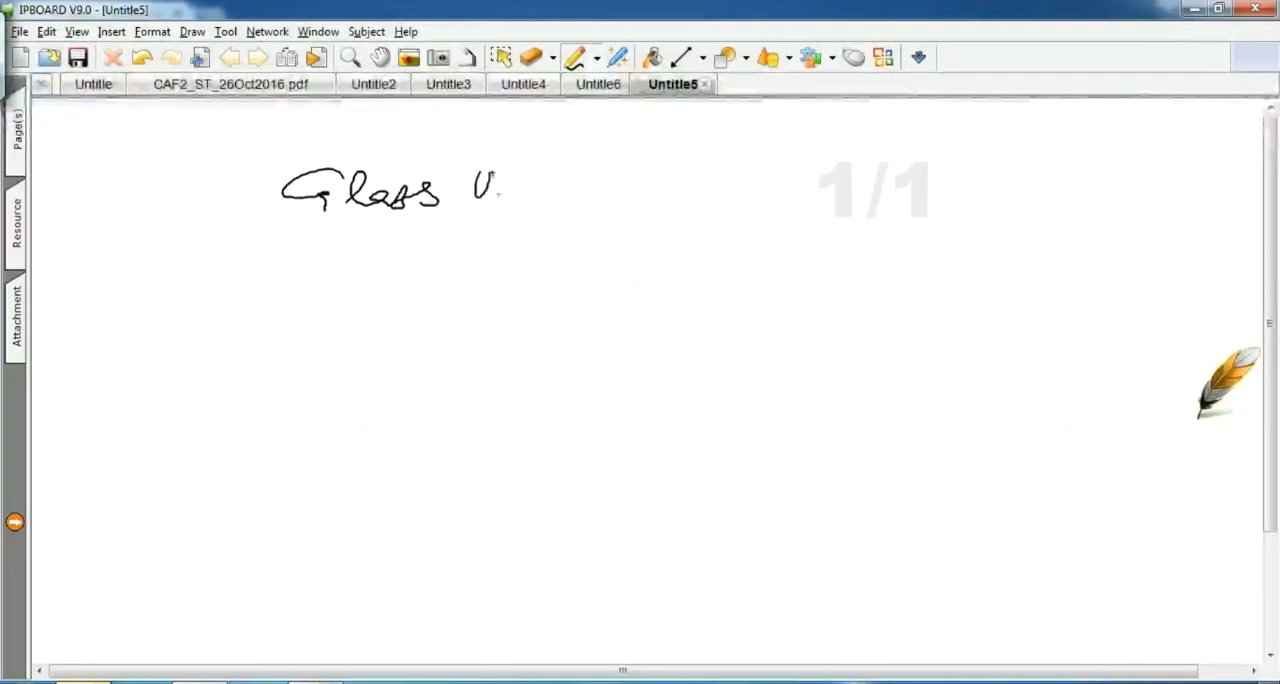 IPBOARD V9.0 - [Untitle5]
File Edit View Insert Format Draw Tool Network Window Subject Help
Untitle CAF2_ST_26Oct2016 pdf Untitle2 Untitle3 Untitle4 Untitle6 Untitle5
Page(s)
Resource
Attachment
Glass
1/1